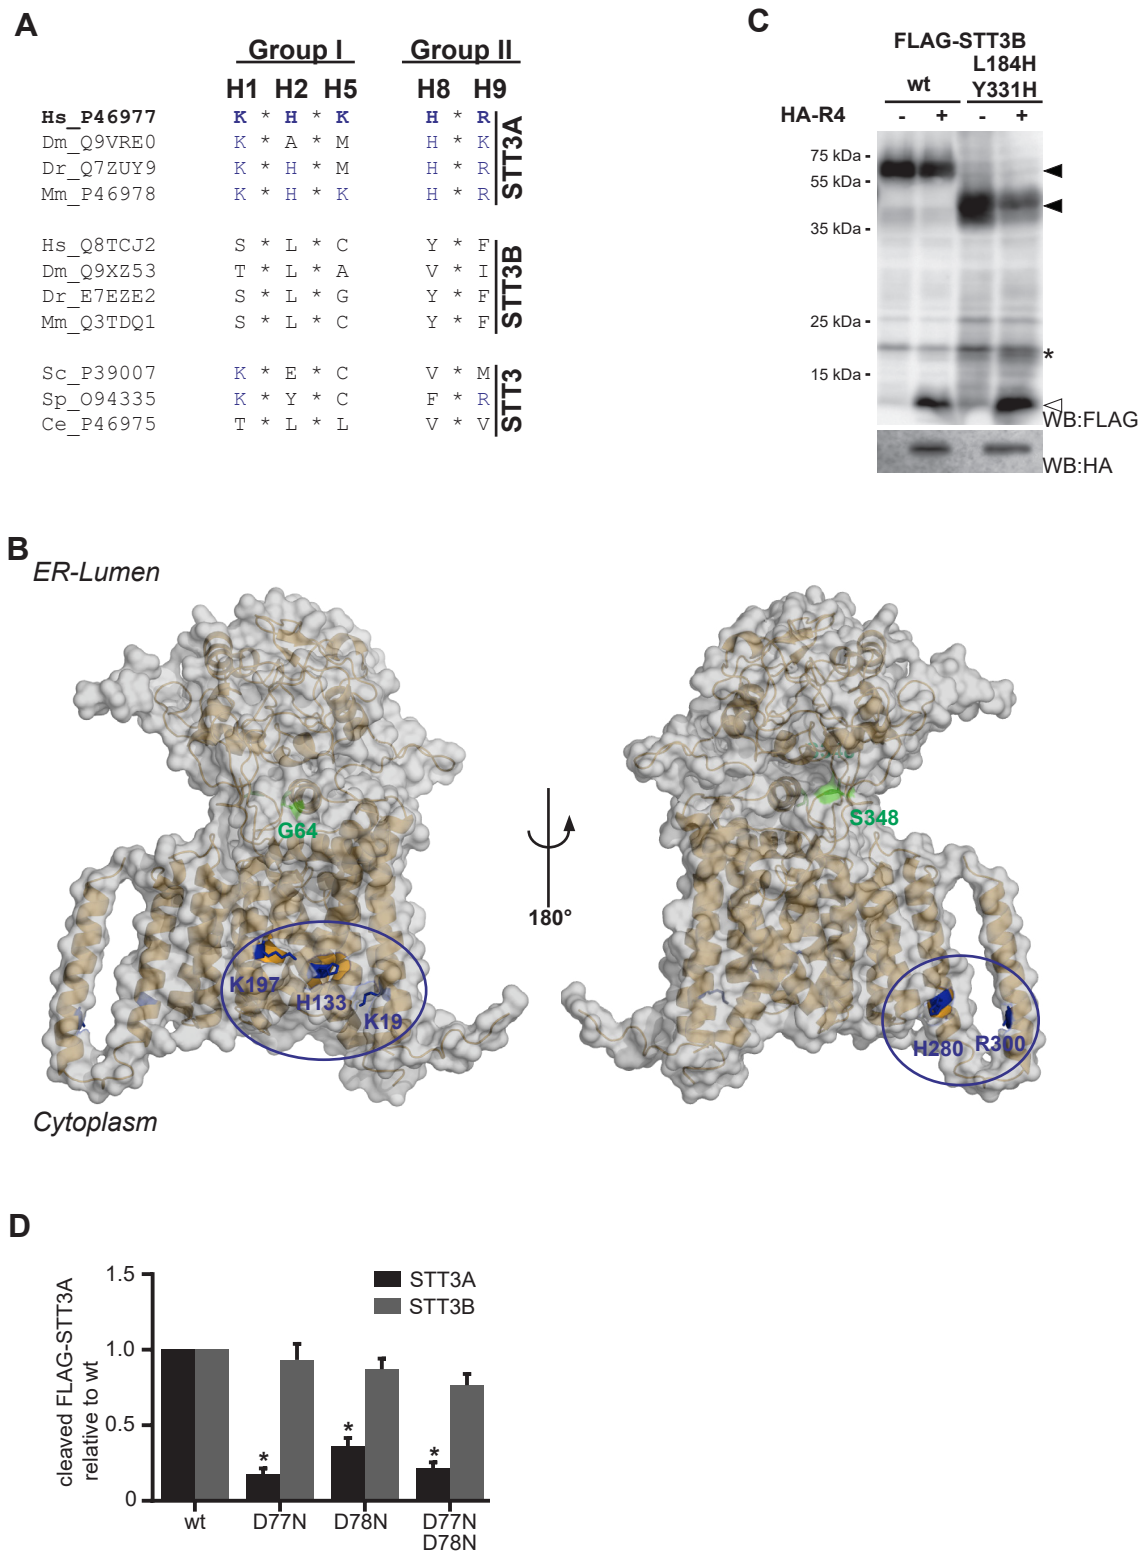 A
Group I Group II
H1 H2 H5 H8 H9
Hs_P46977 K * H * K H * R
Dm_Q9VRE0 K * A * M H * K
Dr_Q7ZUY9 K * H * M H * R
Mm_P46978 K * H * K H * R
STT3A
Hs_Q8TCJ2 S * L * C Y * F
Dm_Q9XZ53 T * L * A V * I
Dr_E7EZE2 S * L * G Y * F
Mm_Q3TDQ1 S * L * C Y * F
STT3B
Sc_P39007 K * E * C V * M
Sp_O94335 K * Y * C F * R
Ce_P46975 T * L * L V * V
STT3
C
FLAG-STT3B
L184H
wt Y331H
HA-R4 - + - +
75 kDa -
55 kDa -
35 kDa -
25 kDa -
*
15 kDa -
WB:FLAG
WB:HA
B
ER-Lumen
G64
S348
180°
K197
H133
K19
H280
R300
Cytoplasm
D
cleaved FLAG-STT3A
relative to wt
1.5
1.0
0.5
0
STT3A
STT3B
* * *
wt D77N D78N D77N
D78N